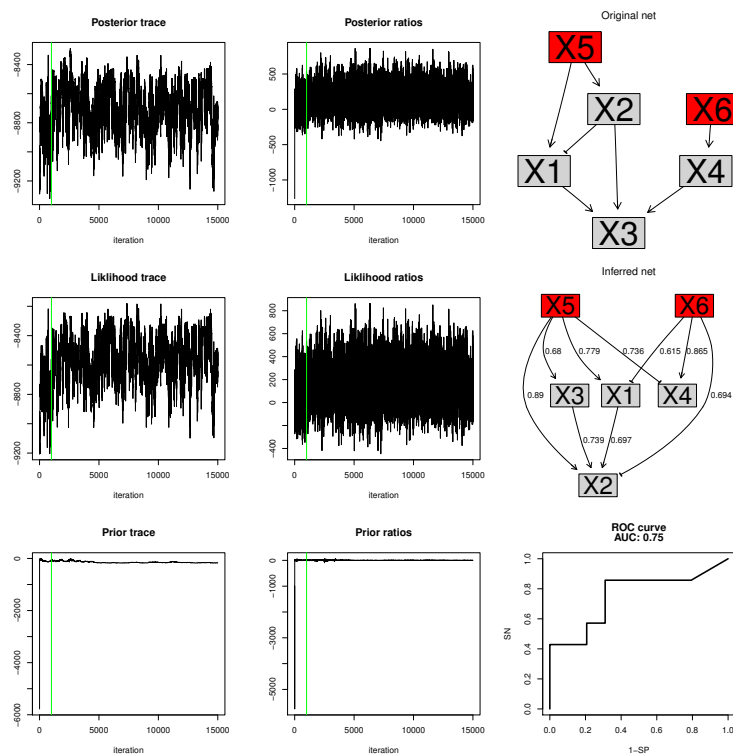 Posterior trace
-8400
-8800
-9200
0 5000 10000 15000
iteration
Posterior ratios
500
0
-500
-1000
0 5000 10000 15000
iteration
Original net
X5
X2
X6
X1
X4
X3
Liklihood trace
-8400
-8800
-9200
0 5000 10000 15000
iteration
Liklihood ratios
800
600
400
200
0
-400
0 5000 10000 15000
iteration
Inferred net
X5 X6
0.68 0.779 0.736 0.615 0.865
0.89 X3 X1 X4 0.694
0.739 0.697
X2
Prior trace
0
-2000
-4000
-6000
0 5000 10000 15000
iteration
Prior ratios
0
-1000
-3000
-5000
0 5000 10000 15000
iteration
ROC curve
AUC: 0.75
SN
1.0
0.8
0.6
0.4
0.2
0.0
0.0 0.2 0.4 0.6 0.8 1.0
1-SP